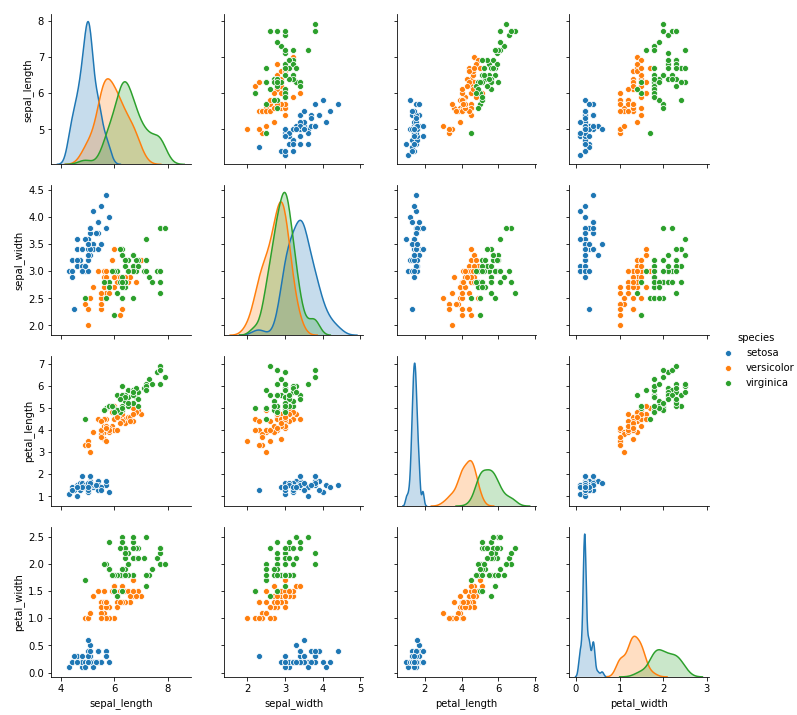 8
7
6
5
sepal_length
4.5
4.0
3.5
3.0
2.5
2.0
sepal_width
species
setosa
versicolor
virginica
7
6
5
4
3
2
1
petal_length
2.5
2.0
1.5
1.0
0.5
0.0
petal_width
4 6 8
sepal_length
2 3 4 5
sepal_width
2 4 6 8
petal_length
0 1 2 3
petal_width